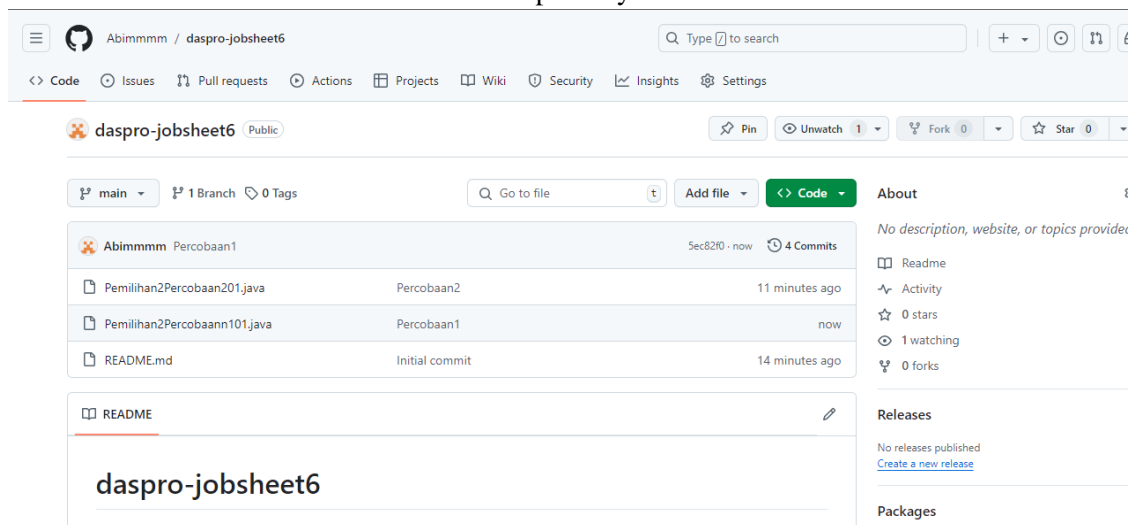 Abimmmm / daspro-jobsheet6
Type / to search
Code Issues Pull requests Actions Projects Wiki Security Insights Settings
daspro-jobsheet6 Public
Pin Unwatch 1 Fork 0 Star 0
main 1 Branch 0 Tags Go to file t Add file Code
About
No description, website, or topics provided
Abimmmm Percobaan1 5ec82f0 · now 4 Commits
Pemilihan2Percobaan201.java Percobaan2 11 minutes ago
Pemilihan2Percobaann101.java Percobaan1 now
README.md Initial commit 14 minutes ago
Readme
Activity
0 stars
1 watching
0 forks
README
daspro-jobsheet6
Releases
No releases published
Create a new release
Packages